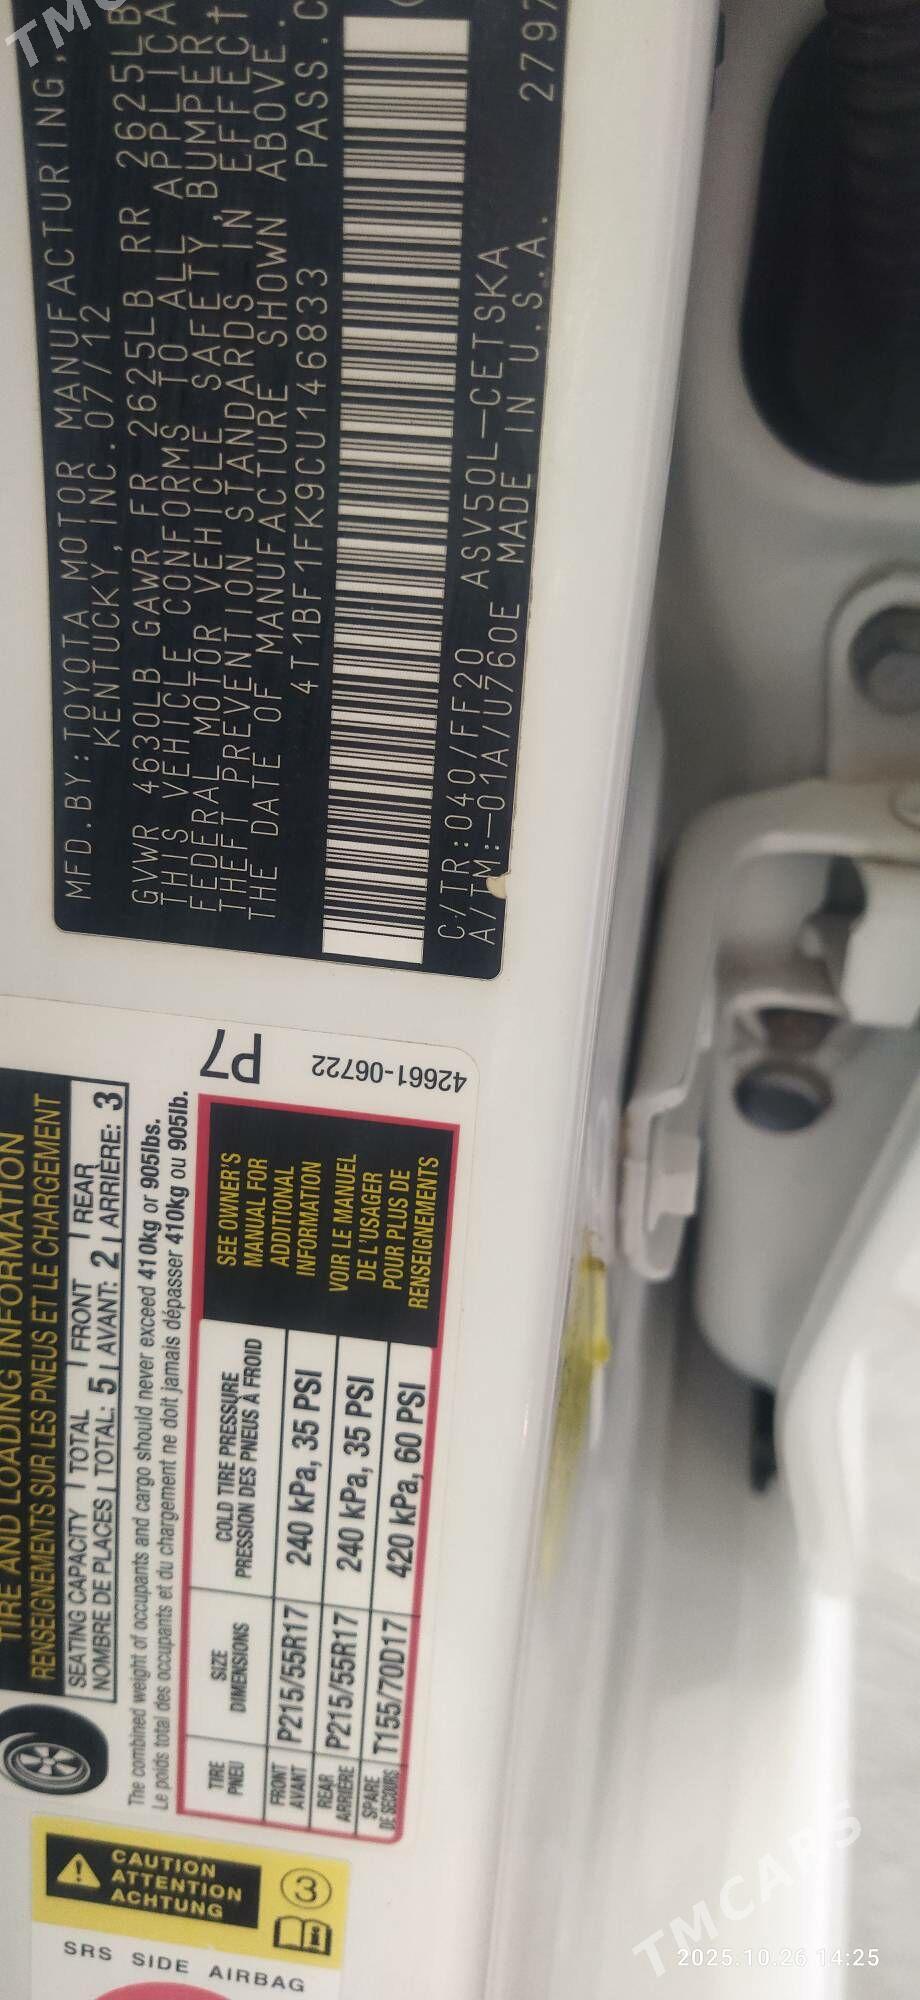 MFD.BY:TOYOTA MOTOR MANUFACTURING,
KENTUCKY,INC.07/12
GVWR 4630LB GAWR FR 2625LB RR 2625LB
THIS VEHICLE CONFORMS TO ALL APPLICA
FEDERAL MOTOR VEHICLE SAFETY, BUMPER
THEFT PREVENTION STANDARDS IN EFFECT
THE DATE OF MANUFACTURE SHOWN ABOVE.
4T1BF1FK9CU146833 PASS.C
C/TR:040/FF20 ASV50L-CETSKA
A/TM:-01A/U760E MADE IN U.S.A. 2797
TIRE AND LOADING INFORMATION
RENSEIGNEMENTS SUR LES PNEUS ET LE CHARGEMENT
SEATING CAPACITY TOTAL FRONT REAR
NOMBRE DE PLACES TOTAL: 5 AVANT: 2 ARRIÈRE: 3
The combined weight of occupants and cargo should never exceed 410kg or 905lbs.
Le poids total des occupants et du chargement ne doit jamais dépasser 410kg ou 905lb.
TIRE SIZE COLD TIRE PRESSURE
PNEU DIMENSIONS PRESSION DES PNEUS À FROID
FRONT
AVANT P215/55R17 240 kPa, 35 PSI
REAR
ARRIÈRE P215/55R17 240 kPa, 35 PSI
SPARE
DE SECOURS T155/70D17 420 kPa, 60 PSI
SEE OWNER'S
MANUAL FOR
ADDITIONAL
INFORMATION
VOIR LE MANUEL
DE L'USAGER
POUR PLUS DE
RENSEIGNEMENTS
P7
42661-06722
CAUTION
ATTENTION
ACHTUNG
3
SRS SIDE AIRBAG
TMCARS
2025.10.26 14:25